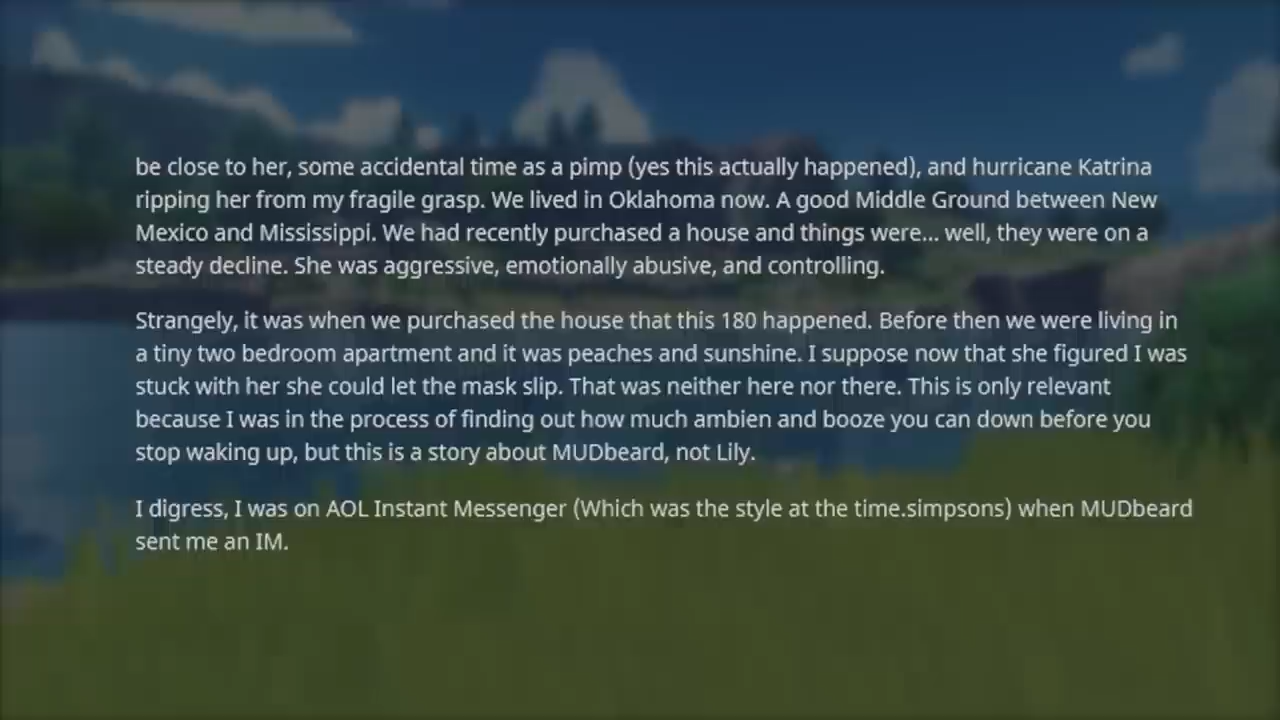 be close to her, some accidental time as a pimp (yes this actually happened), and hurricane Katrina
ripping her from my fragile grasp. We lived in Oklahoma now. A good Middle Ground between New
Mexico and Mississippi. We had recently purchased a house and things were... well, they were on a
steady decline. She was aggressive, emotionally abusive, and controlling.
Strangely, it was when we purchased the house that this 180 happened. Before then we were living in
a tiny two bedroom apartment and it was peaches and sunshine. I suppose now that she figured I was
stuck with her she could let the mask slip. That was neither here nor there. This is only relevant
because I was in the process of finding out how much ambien and booze you can down before you
stop waking up, but this is a story about MUDbeard, not Lily.
I digress, I was on AOL Instant Messenger (Which was the style at the time.simpsons) when MUDbeard
sent me an IM.